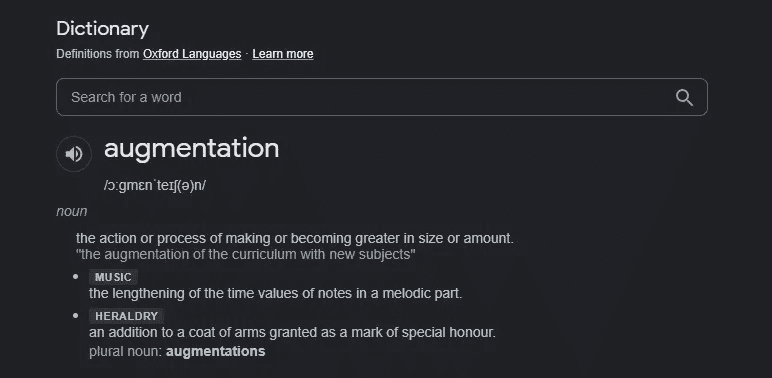 Dictionary
Definitions from Oxford Languages · Learn more
Search for a word
augmentation
/ɔːɡmɛnˈteɪʃ(ə)n/
noun
the action or process of making or becoming greater in size or amount.
"the augmentation of the curriculum with new subjects"
• MUSIC
the lengthening of the time values of notes in a melodic part.
• HERALDRY
an addition to a coat of arms granted as a mark of special honour.
plural noun: augmentations